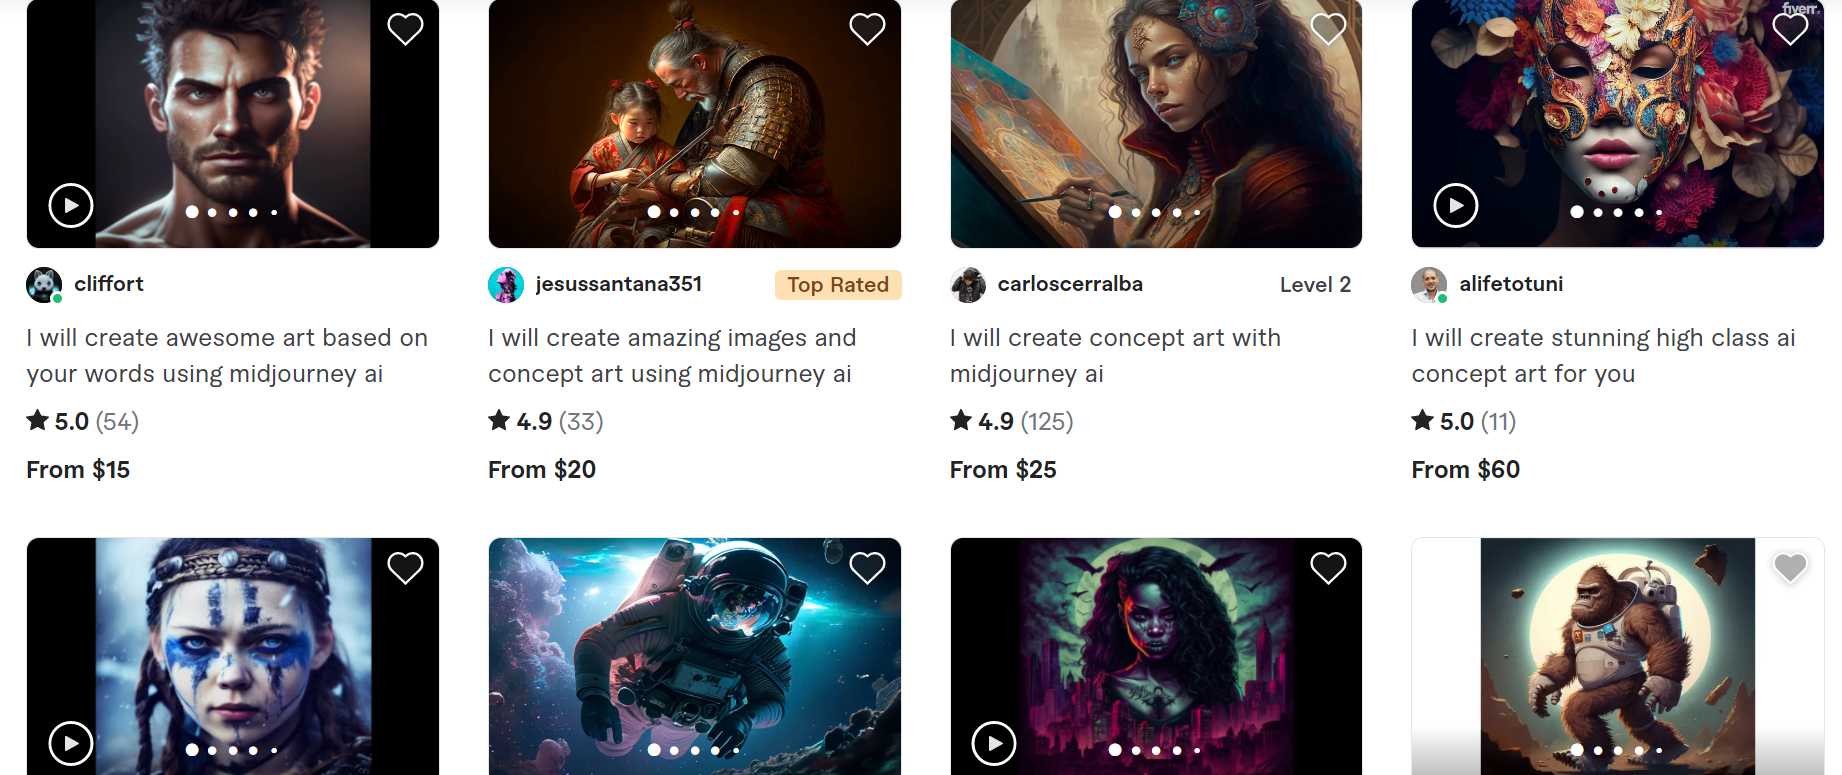 fiverr.
cliffort
I will create awesome art based on
your words using midjourney ai
5.0 (54)
From $15
jesussantana351 Top Rated
I will create amazing images and
concept art using midjourney ai
4.9 (33)
From $20
carloscerralba Level 2
I will create concept art with
midjourney ai
4.9 (125)
From $25
alifetotuni
I will create stunning high class ai
concept art for you
5.0 (11)
From $60